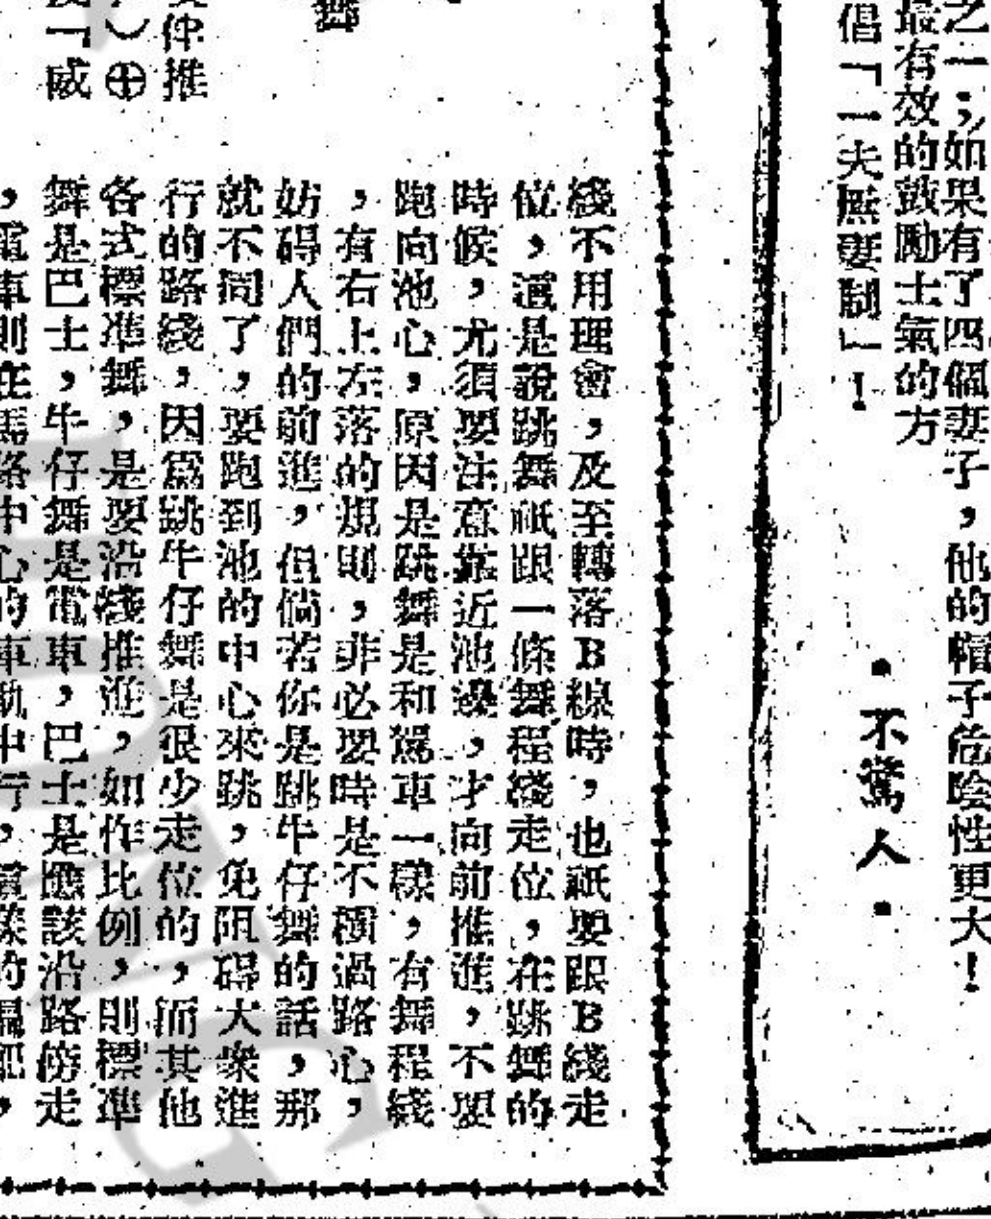 之一；如果有了四個妻子，他的帽子危險性更大！
最有效的鼓勵士氣的方
倡「一夫無妻制」！
•不驚人•
舞
仲推
）⊕
「威
綫不用理會，及至轉落B線時，也祇要跟B綫走
位，這是說跳舞祇跟一條舞程綫走位，在跳舞的
時候，尤須要注意靠近池邊，才向前推進，不要
跑向池心，原因是跳舞是和駕車一樣，有舞程綫
，有右上左落的規則，非必要時是不橫過路心，
妨碍人們的前進，但倘若你是跳牛仔舞的話，那
就不同了，要跑到池的中心來跳，免阻碍大衆進
行的路綫，因爲跳牛仔舞是很少走位的，而其他
各式標准舞，是要沿綫推進，如作比例，則標準
舞是巴士，牛仔舞是電車，巴士是應該沿路傍走
，電車則在馬路中心的車軌中行，